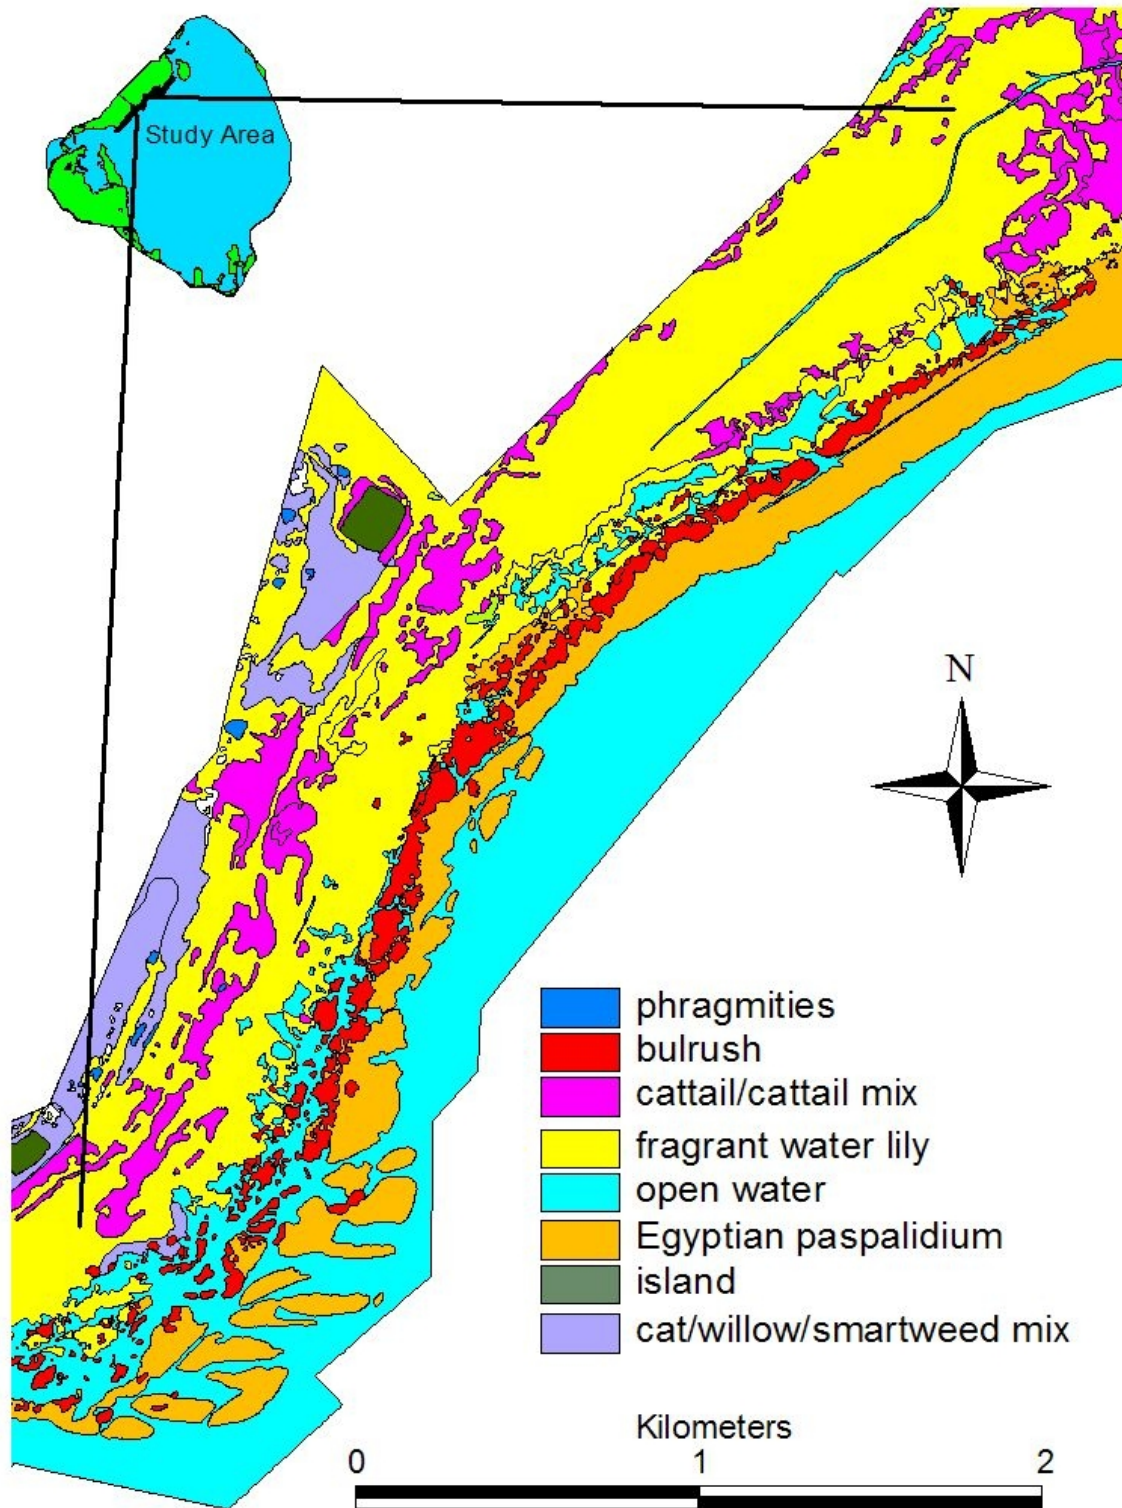 Study Area
N
phragmities
bulrush
cattail/cattail mix
fragrant water lily
open water
Egyptian paspalidium
island
cat/willow/smartweed mix
Kilometers
0 1 2